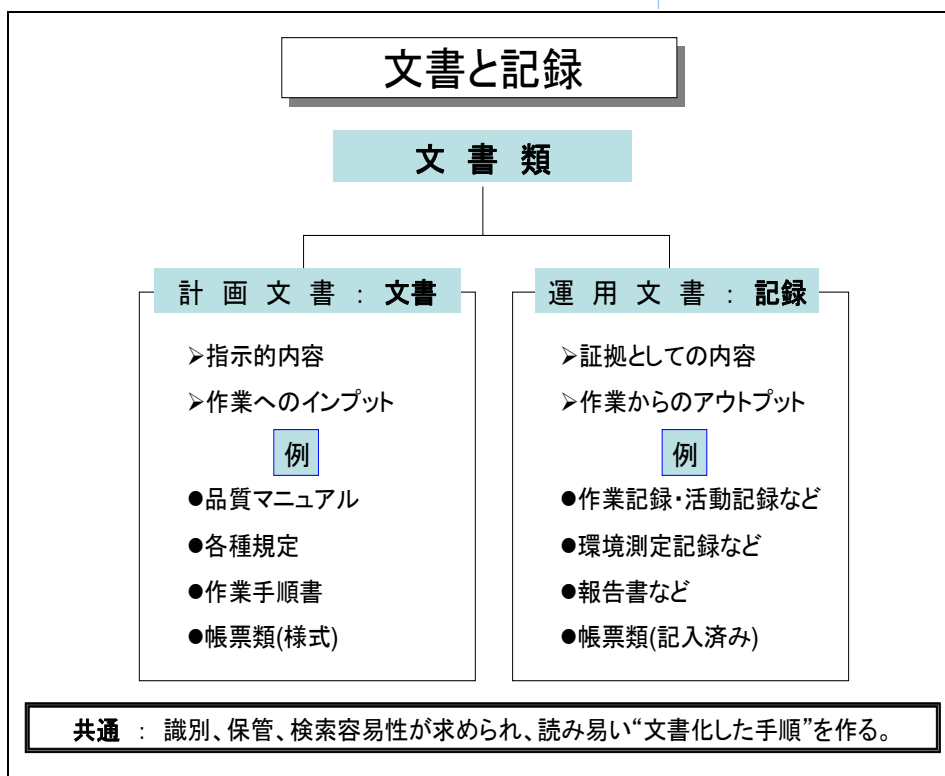 文書と記録
文 書 類
計 画 文 書 : 文書
➢指示的内容
➢作業へのインプット
例
●品質マニュアル
●各種規定
●作業手順書
●帳票類(様式)
運 用 文 書 : 記録
➢証拠としての内容
➢作業からのアウトプット
例
●作業記録・活動記録など
●環境測定記録など
●報告書など
●帳票類(記入済み)
共通 : 識別、保管、検索容易性が求められ、読み易い“文書化した手順”を作る。